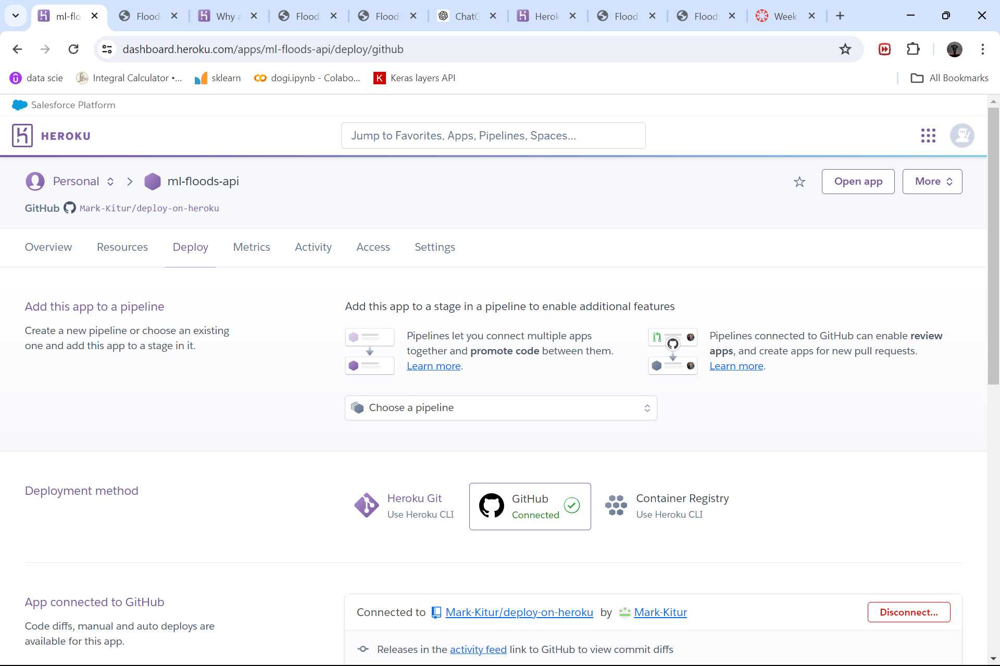 ml-flo
Flood
Why a
Flood
Flood
ChatG
Herok
Flood
Flood
Week
dashboard.heroku.com/apps/ml-floods-api/deploy/github
data scie
Integral Calculator •...
sklearn
dogi.ipynb - Colabo...
Keras layers API
All Bookmarks
Salesforce Platform
HEROKU
Jump to Favorites, Apps, Pipelines, Spaces...
Personal
ml-floods-api
Open app
More
GitHub Mark-Kitur/deploy-on-heroku
Overview
Resources
Deploy
Metrics
Activity
Access
Settings
Add this app to a pipeline
Create a new pipeline or choose an existing
one and add this app to a stage in it.
Add this app to a stage in a pipeline to enable additional features
Pipelines let you connect multiple apps
together and promote code between them.
Learn more.
Pipelines connected to GitHub can enable review
apps, and create apps for new pull requests.
Learn more.
Choose a pipeline
Deployment method
Heroku Git
Use Heroku CLI
GitHub
Connected
Container Registry
Use Heroku CLI
App connected to GitHub
Code diffs, manual and auto deploys are
available for this app.
Connected to Mark-Kitur/deploy-on-heroku by Mark-Kitur
Disconnect...
Releases in the activity feed link to GitHub to view commit diffs